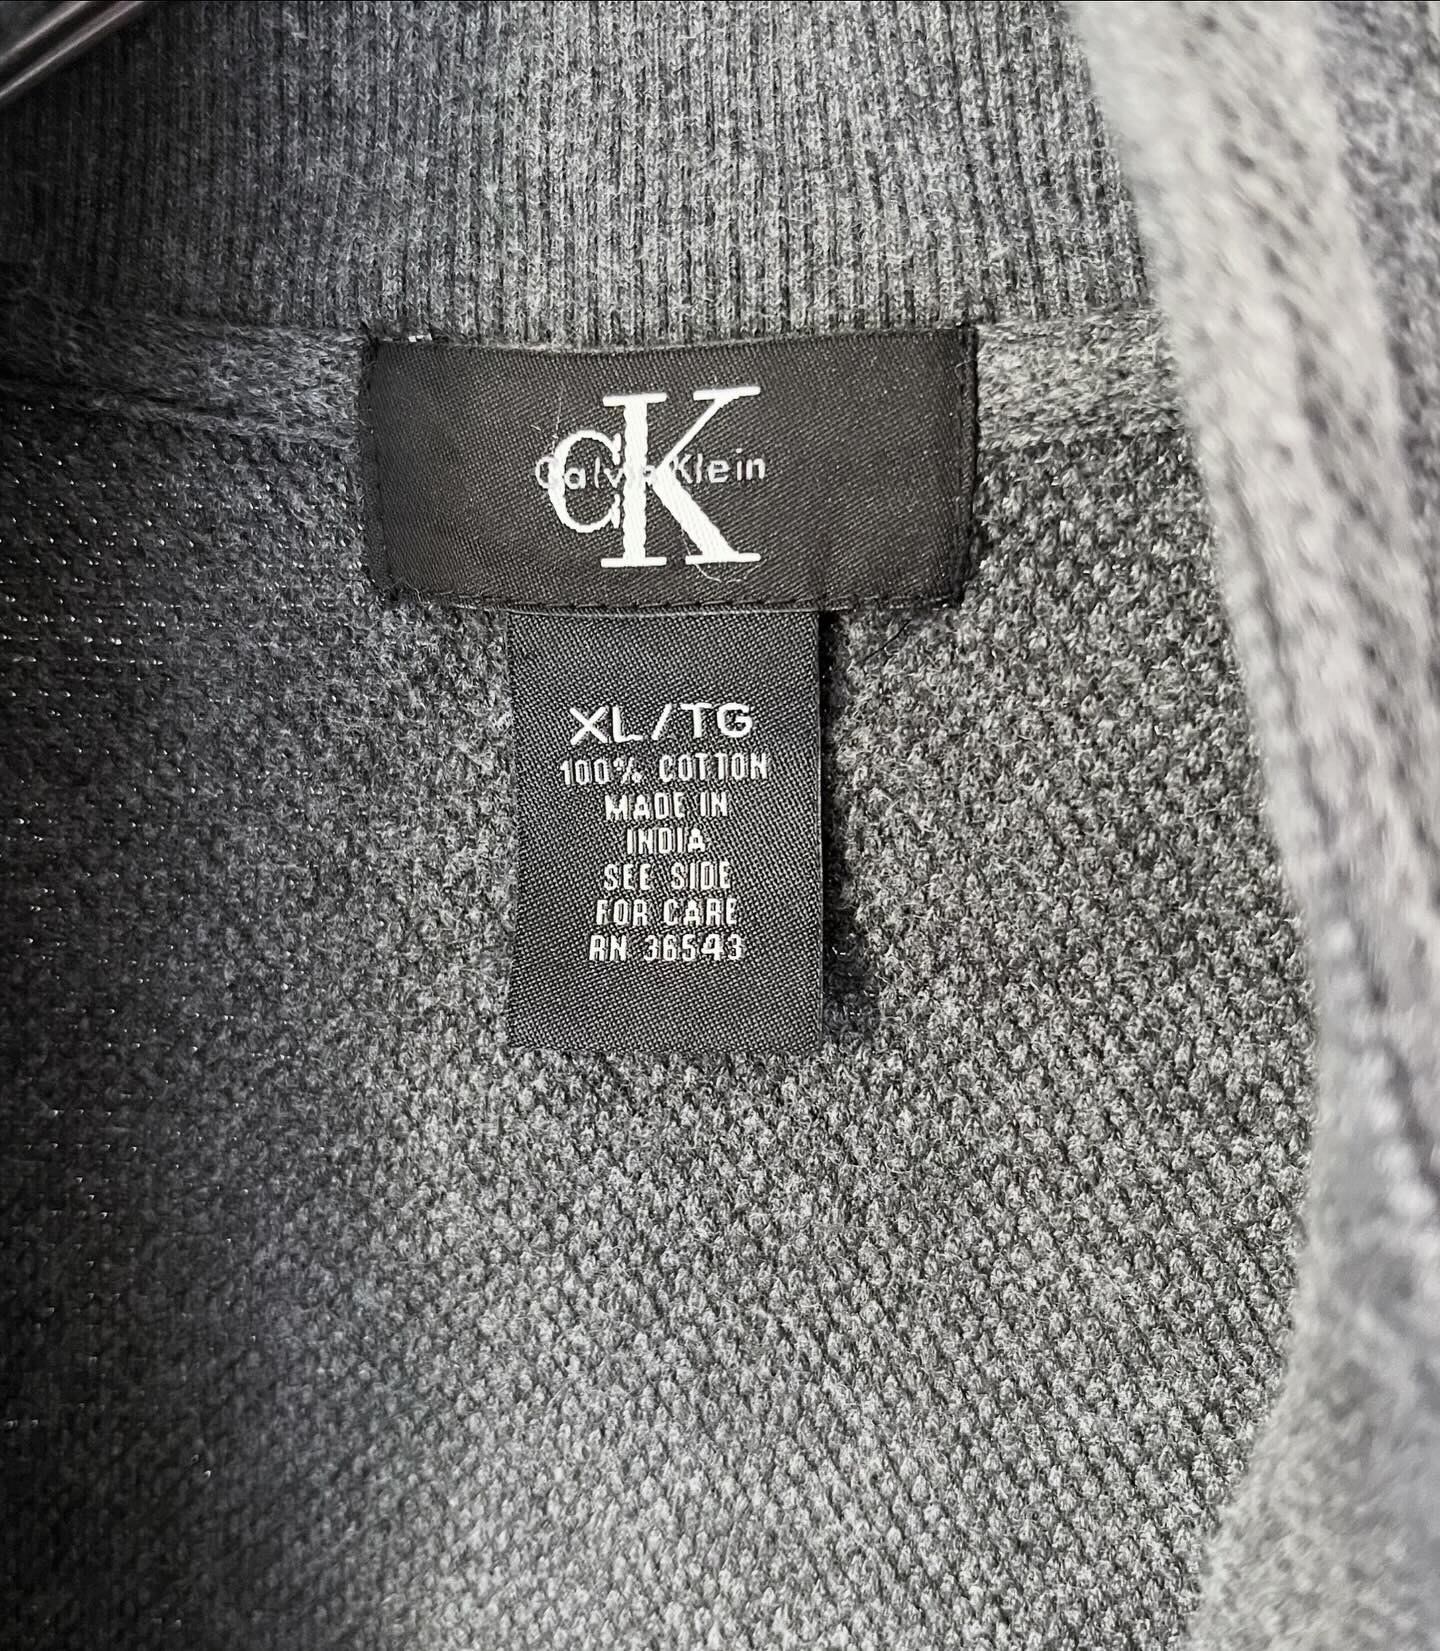 cK
Calvin Klein
XL/TG
100% COTTON
MADE IN
INDIA
SEE SIDE
FOR CARE
RN 36543